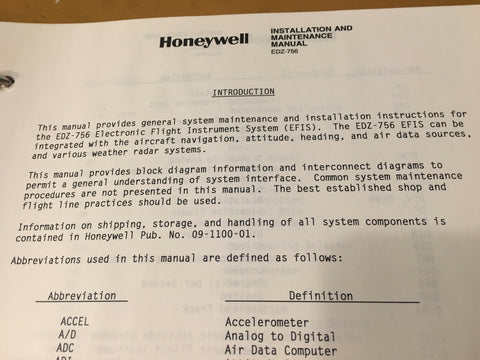 Honeywell
INSTALLATION AND
MAINTENANCE
MANUAL
EDZ-756
INTRODUCTION
This manual provides general system maintenance and installation instructions for
the EDZ-756 Electronic Flight Instrument System (EFIS). The EDZ-756 EFIS can be
integrated with the aircraft navigation, attitude, heading, and air data sources,
and various weather radar systems.
This manual provides block diagram information and interconnect diagrams to
permit a general understanding of system interface. Common system maintenance
procedures are not presented in this manual. The best established shop and
flight line practices should be used.
Information on shipping, storage, and handling of all system components is
contained in Honeywell Pub. No. 09-1100-01.
Abbreviations used in this manual are defined as follows:
Abbreviation Definition
ACCEL Accelerometer
A/D Analog to Digital
ADC Air Data Computer